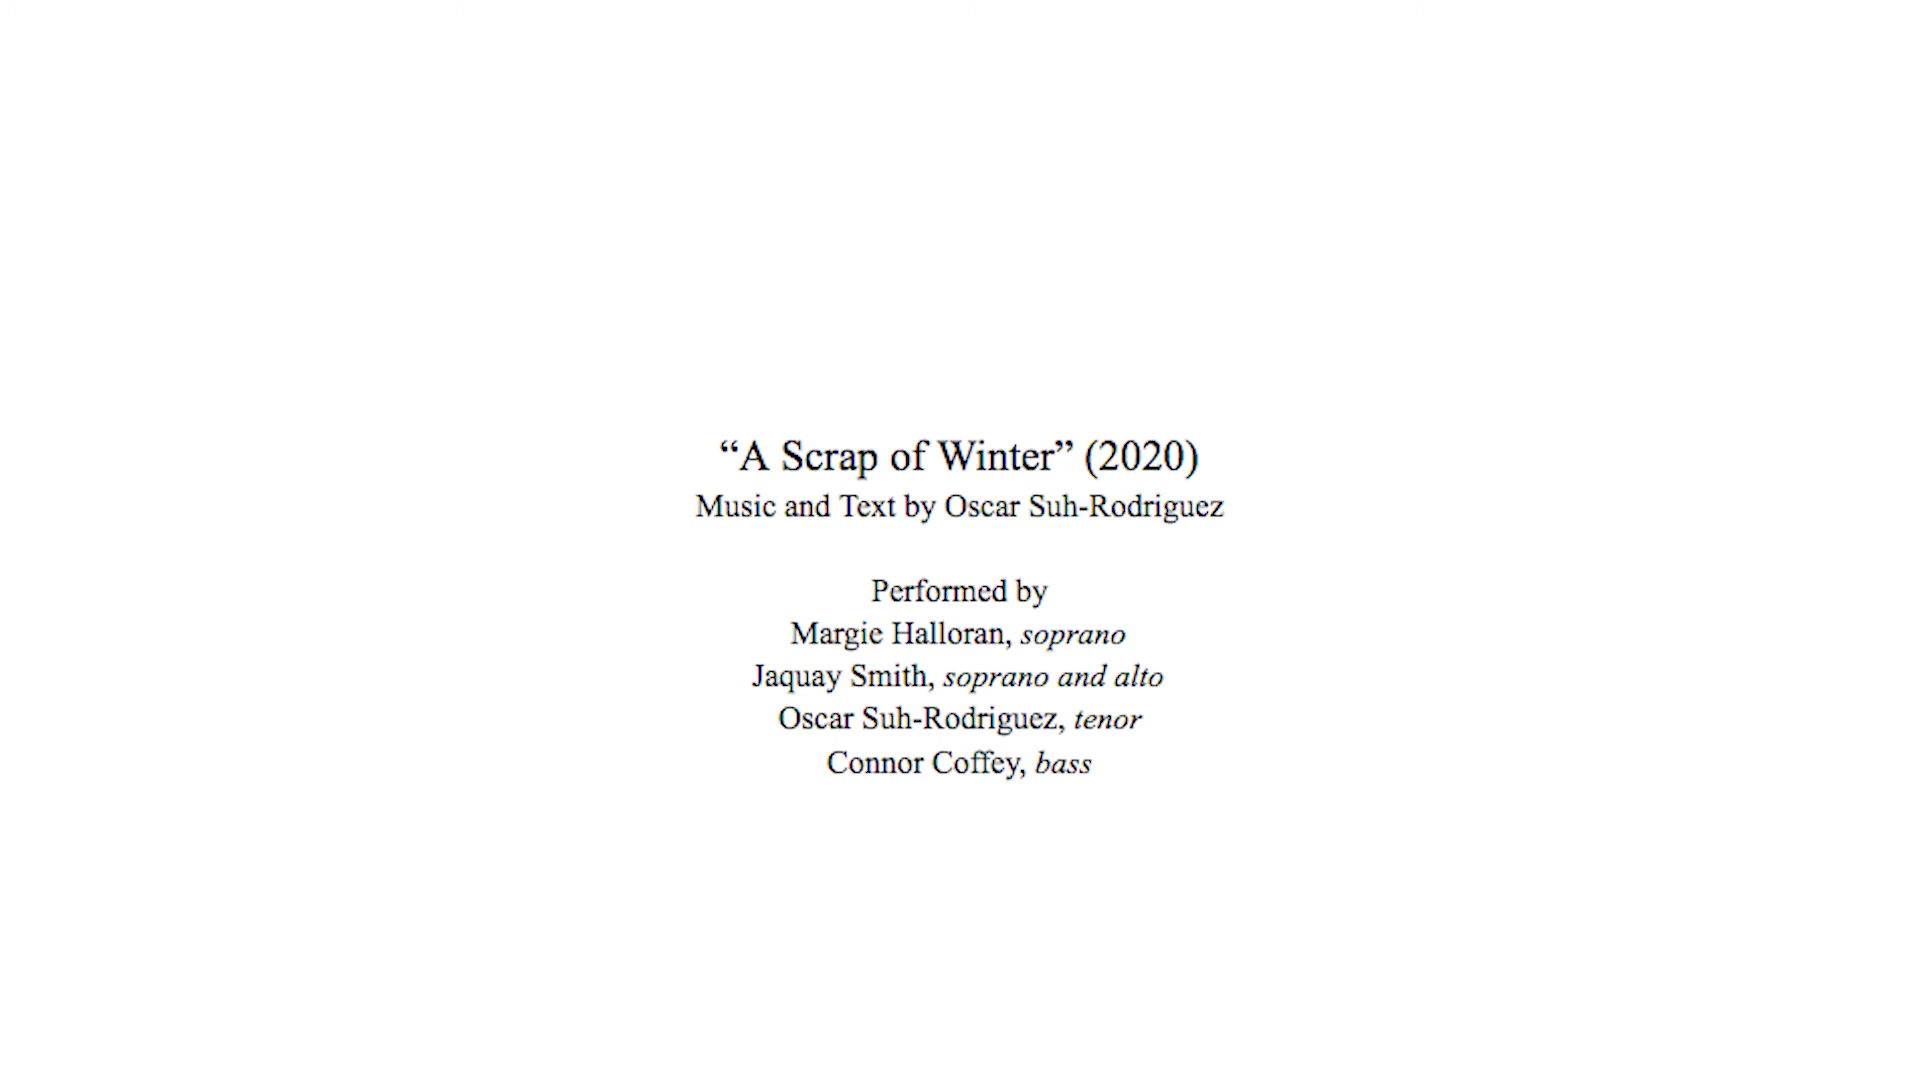 “A Scrap of Winter” (2020)
Music and Text by Oscar Suh-Rodriguez
Performed by
Margie Halloran, soprano
Jaquay Smith, soprano and alto
Oscar Suh-Rodriguez, tenor
Connor Coffey, bass